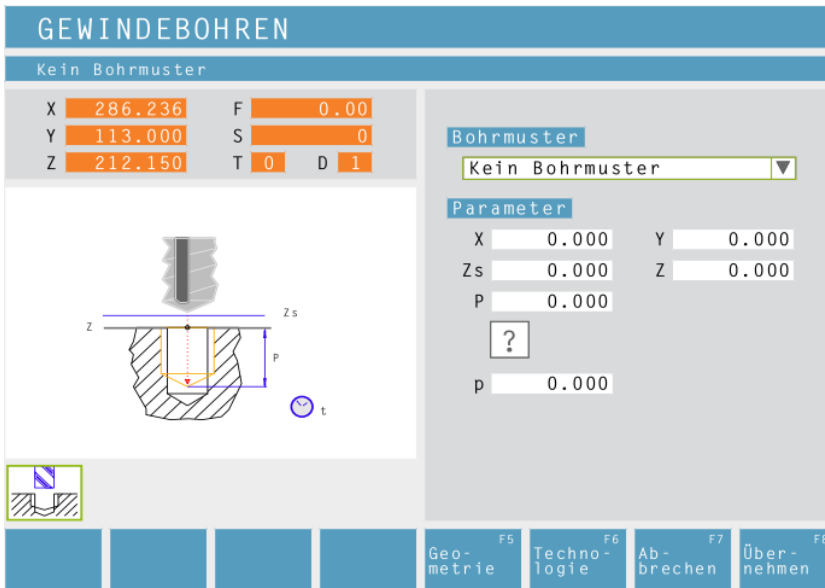 GEWINDEBOHREN
Kein Bohrmuster
X 286.236 F 0.00
Y 113.000 S 0
Z 212.150 T 0 D 1
Bohrmuster
Kein Bohrmuster
Parameter
X 0.000 Y 0.000
Zs 0.000 Z 0.000
P 0.000
?
p 0.000
Zs
Z
P
t
F5
Geo-
metrie
F6
Techno-
logie
F7
Ab-
brechen
F8
Über-
nehmen